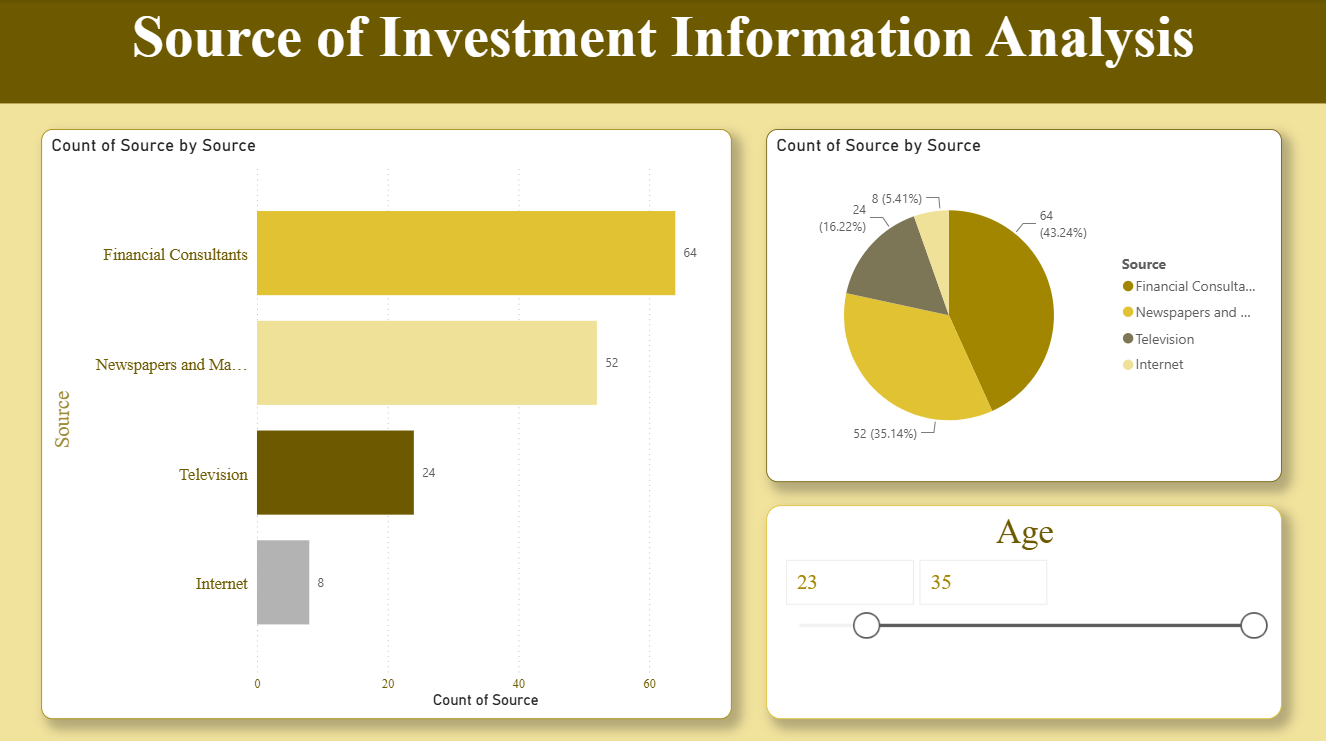 Source of Investment Information Analysis
Count of Source by Source
Source
Financial Consultants
64
Newspapers and Ma…
52
Television
24
Internet
8
0
20
40
60
Count of Source
Count of Source by Source
8 (5.41%)
24
(16.22%)
64
(43.24%)
52 (35.14%)
Source
Financial Consulta...
Newspapers and ...
Television
Internet
Age
23
35